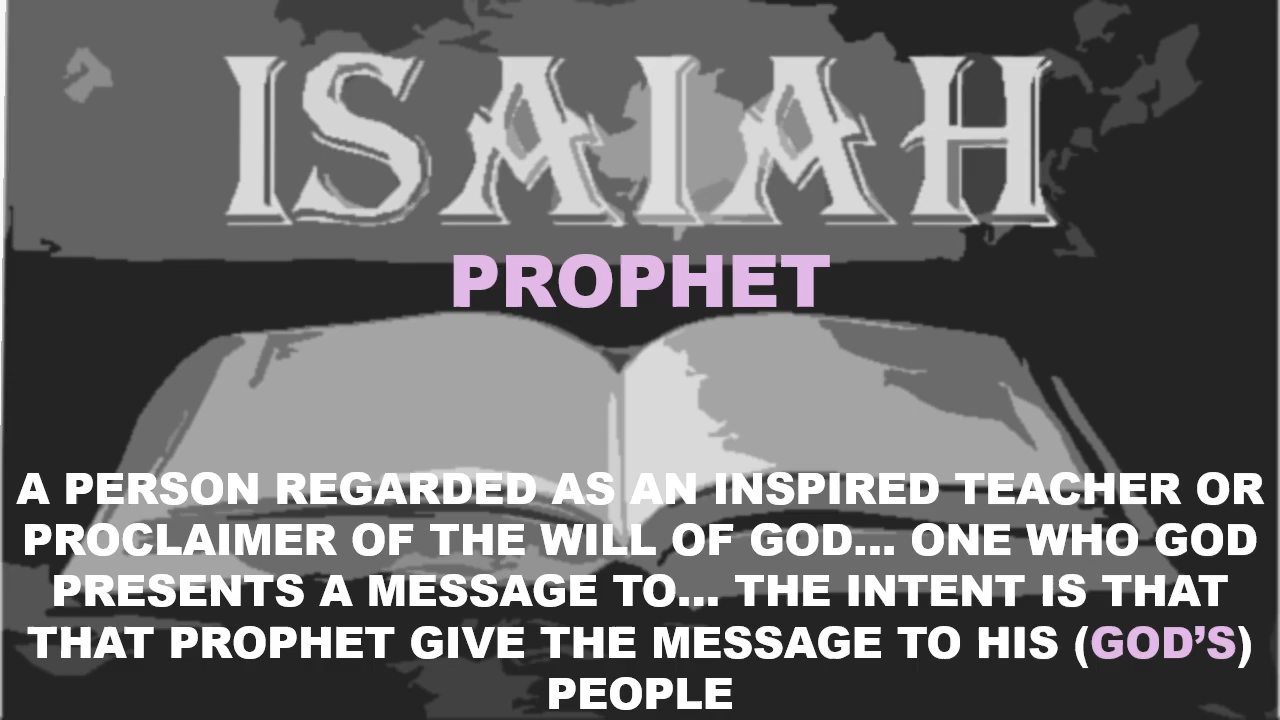 ISAIAH
PROPHET
A PERSON REGARDED AS AN INSPIRED TEACHER OR
PROCLAIMER OF THE WILL OF GOD... ONE WHO GOD
PRESENTS A MESSAGE TO... THE INTENT IS THAT
THAT PROPHET GIVE THE MESSAGE TO HIS (GOD’S)
PEOPLE